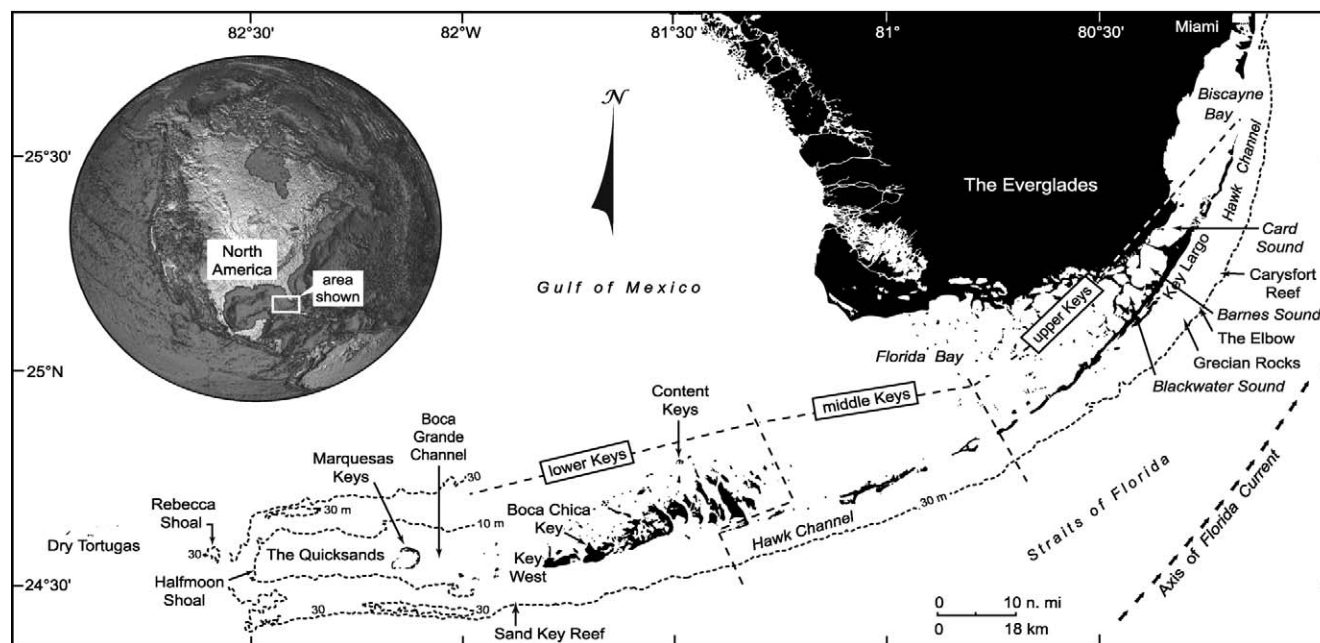 82°30'
82°W
81°30'
81°
80°30'
Miami
N
Biscayne
Bay
25°30'
Hawk Channel
The Everglades
North
America
area
shown
Card
Sound
Key Largo
Gulf of Mexico
Carysfort
Reef
upper Keys
Barnes Sound
The Elbow
Florida Bay
Grecian Rocks
25°N
Blackwater Sound
Content
Keys
middle Keys
Boca
Grande
Channel
lower Keys
Marquesas
Keys
30
30 m
Rebecca
Shoal
10 m
Boca Chica
Key
30 m
Hawk Channel
Straits of Florida
Axis of Florida Current
Dry Tortugas
30
The Quicksands
Key
West
Halfmoon
Shoal
24°30'
30
30
0 10 n. mi
0 18 km
Sand Key Reef